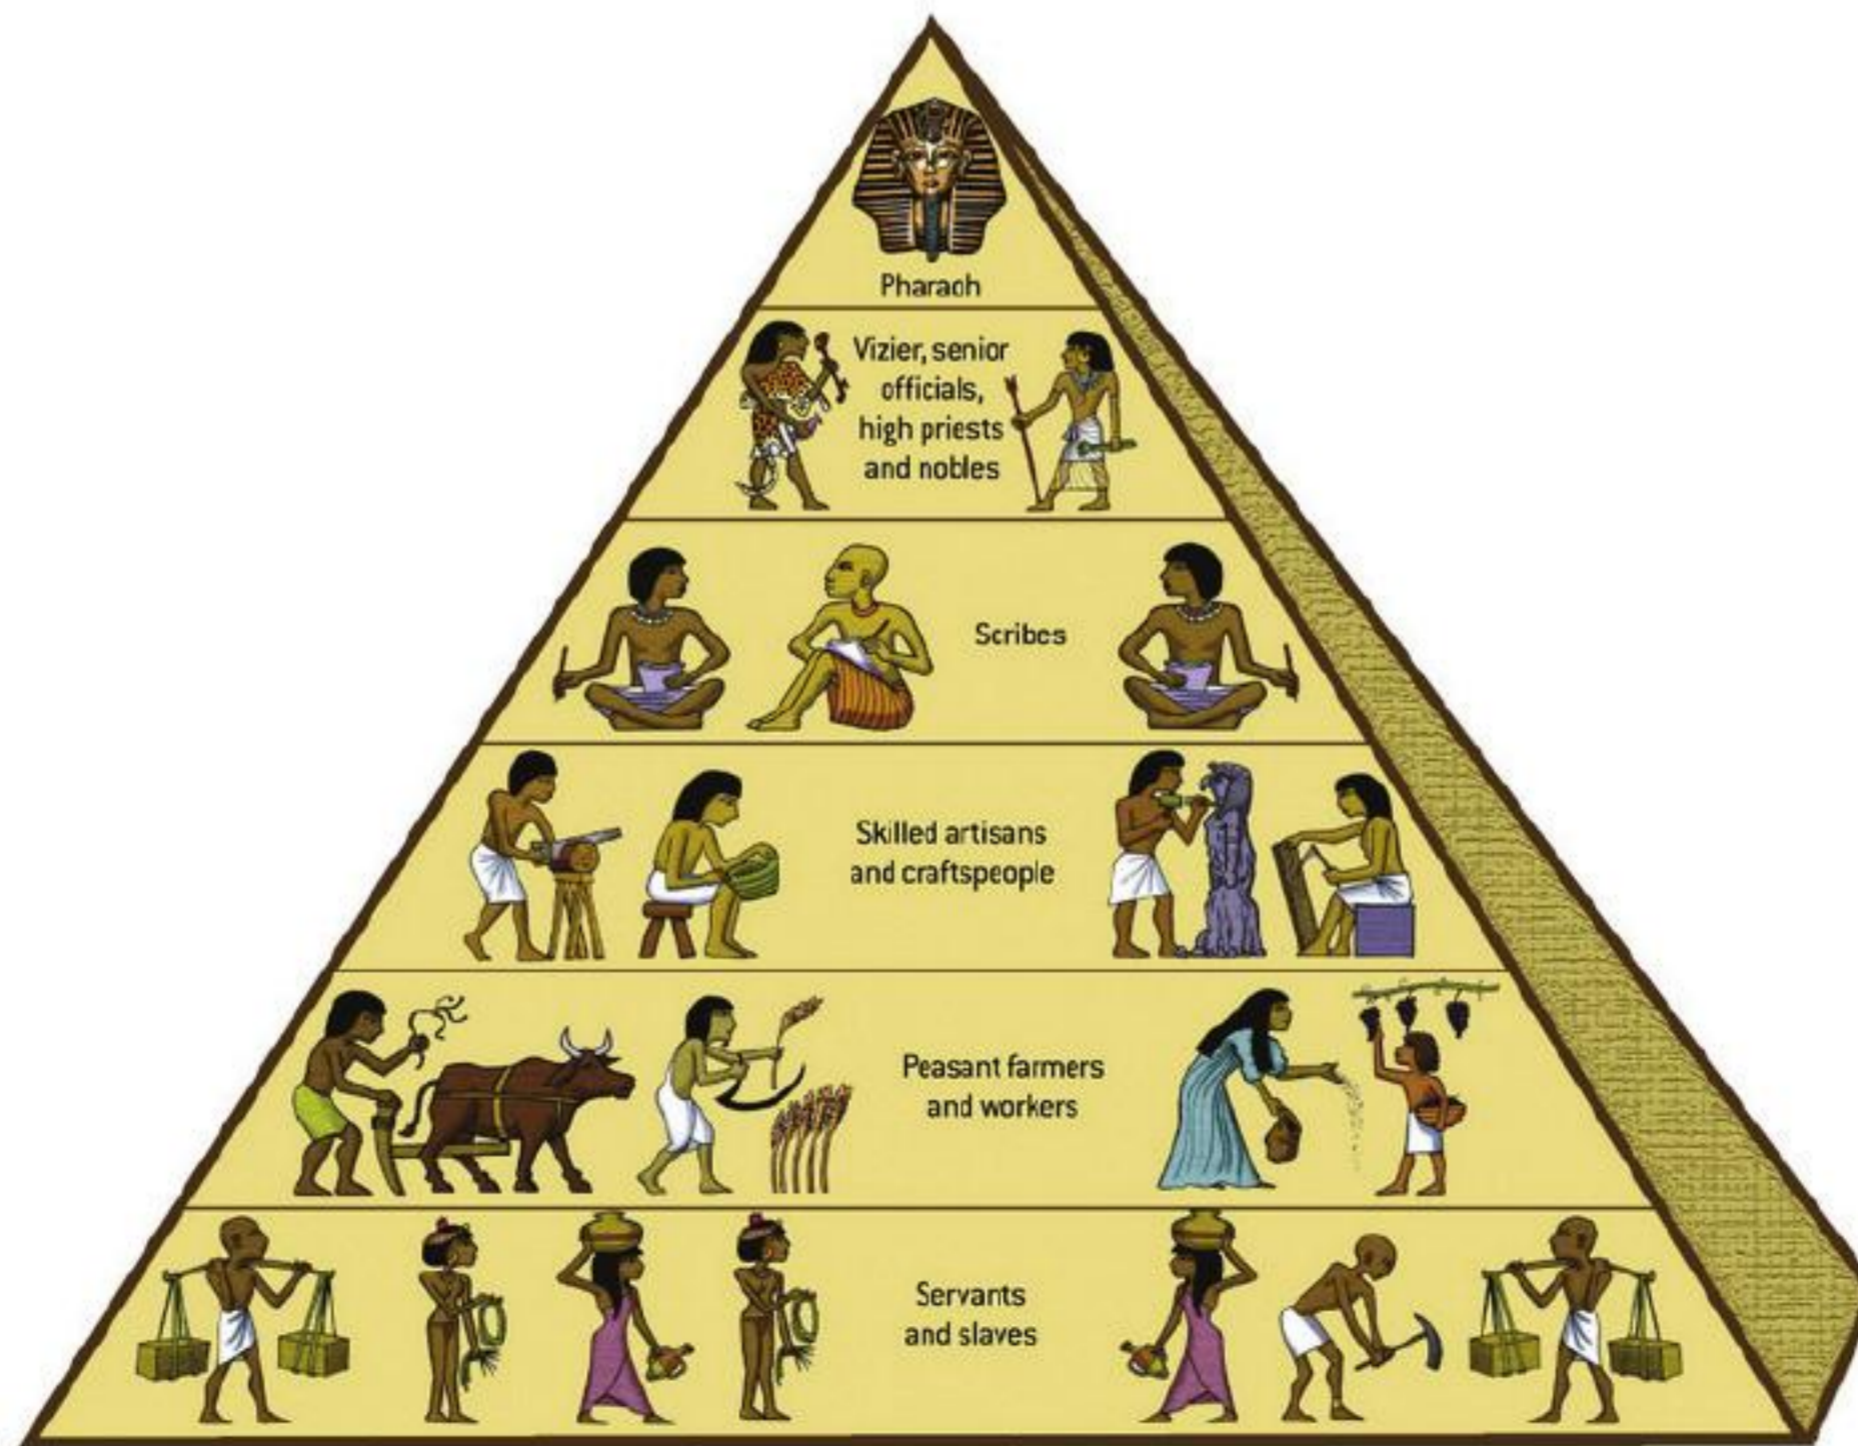 Pharaoh
Vizier, senior
officials,
high priests
and nobles
Scribes
Skilled artisans
and craftspeople
Peasant farmers
and workers
Servants
and slaves